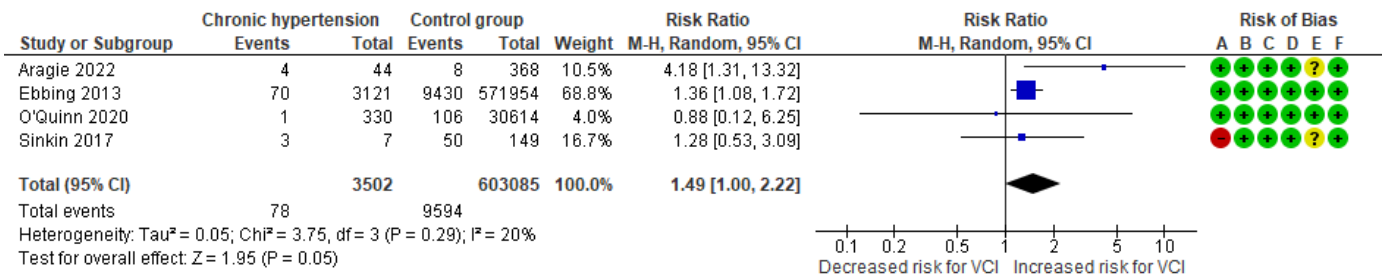 Chronic hypertension Control group Risk Ratio Risk Ratio Risk of Bias
Study or Subgroup Events Total Events Total Weight M-H, Random, 95% CI M-H, Random, 95% CI A B C D E F
Aragie 2022 4 44 8 368 10.5% 4.18 [1.31, 13.32] + + + + ? +
Ebbing 2013 70 3121 9430 571954 68.8% 1.36 [1.08, 1.72] + + + + + +
O'Quinn 2020 1 330 106 30614 4.0% 0.88 [0.12, 6.25] + + + + + +
Sinkin 2017 3 7 50 149 16.7% 1.28 [0.53, 3.09] - + + + ? +
Total (95% CI) 3502 603085 100.0% 1.49 [1.00, 2.22]
Total events 78 9594
Heterogeneity: Tau² = 0.05; Chi² = 3.75, df = 3 (P = 0.29); I² = 20%
Test for overall effect: Z = 1.95 (P = 0.05)
0.1 0.2 0.5 1 2 5 10
Decreased risk for VCI Increased risk for VCI